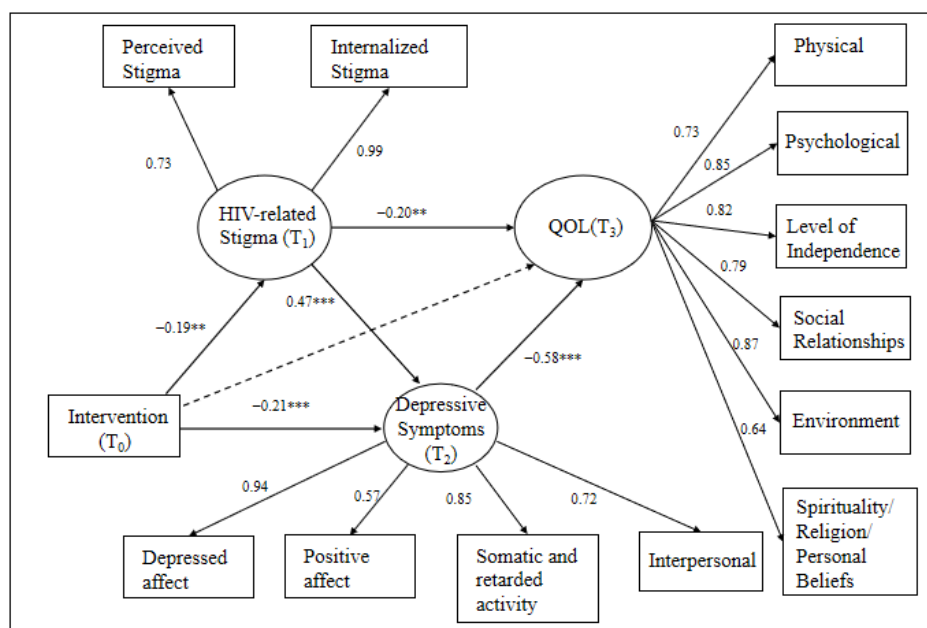 Perceived
Stigma
Internalized
Stigma
Physical
0.73
0.99
0.73
Psychological
0.85
HIV-related
Stigma (T1)
−0.20**
QOL(T3)
0.82
Level of
Independence
0.79
0.47***
−0.19**
Social
Relationships
0.87
−0.58***
Intervention
(T0)
−0.21***
Depressive
Symptoms
(T2)
Environment
0.64
0.94
0.57
0.85
0.72
Depressed
affect
Positive
affect
Somatic and
retarded
activity
Interpersonal
Spirituality/
Religion/
Personal
Beliefs